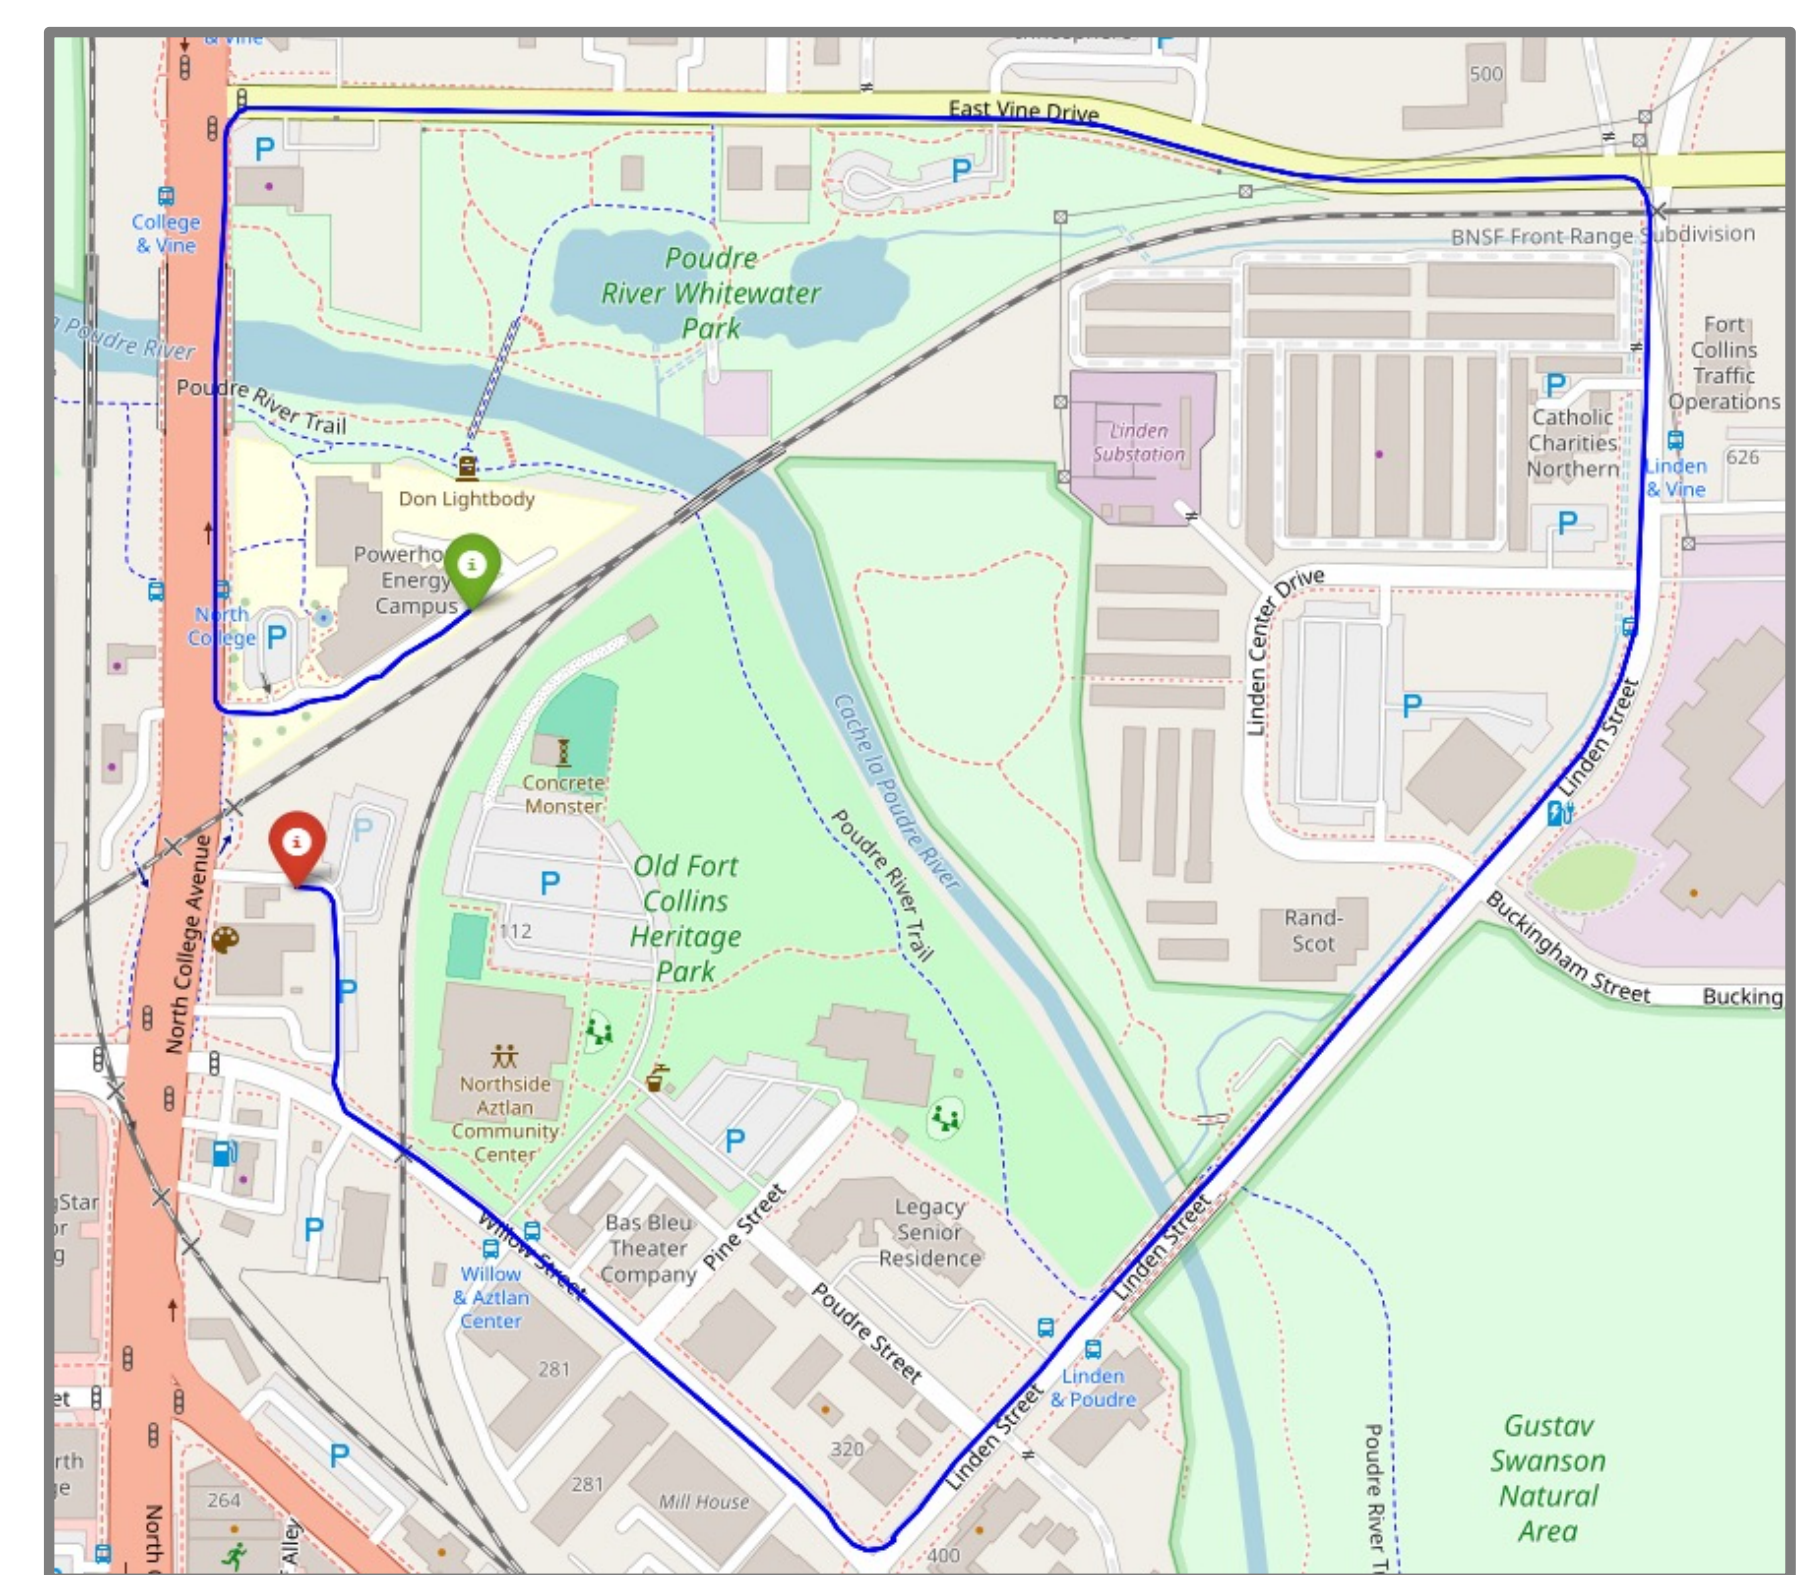 & Vine
500
East Vine Drive
P
P
P
College
& Vine
BNSF Front Range Subdivision
Poudre
River Whitewater
Park
Poudre River
Fort
Collins
Traffic
Operations
Poudre River Trail
P
Catholic
Charities
Northern
Linden
Substation
626
Linden
& Vine
Don Lightbody
P
Energy
Campus
Linden Center Drive
North
College
P
P
Linden Street
Cache la Poudre River
Concrete
Monster
Poudre River Trail
P
North College Avenue
Old Fort
Collins
Heritage
Park
P
112
Rand-
Scot
Buckingham Street
P
Northside
Aztlan
Community
Center
P
Linden Street
Pine Street
Legacy
Senior
Residence
Bas Bleu
Theater
Company
P
Willow Street
Willow
& Aztlan
Center
Poudre Street
281
Linden
& Poudre
Linden Street
Gustav
Swanson
Natural
Area
Poudre River
320
P
281
Mill House
264
400
North
Alley